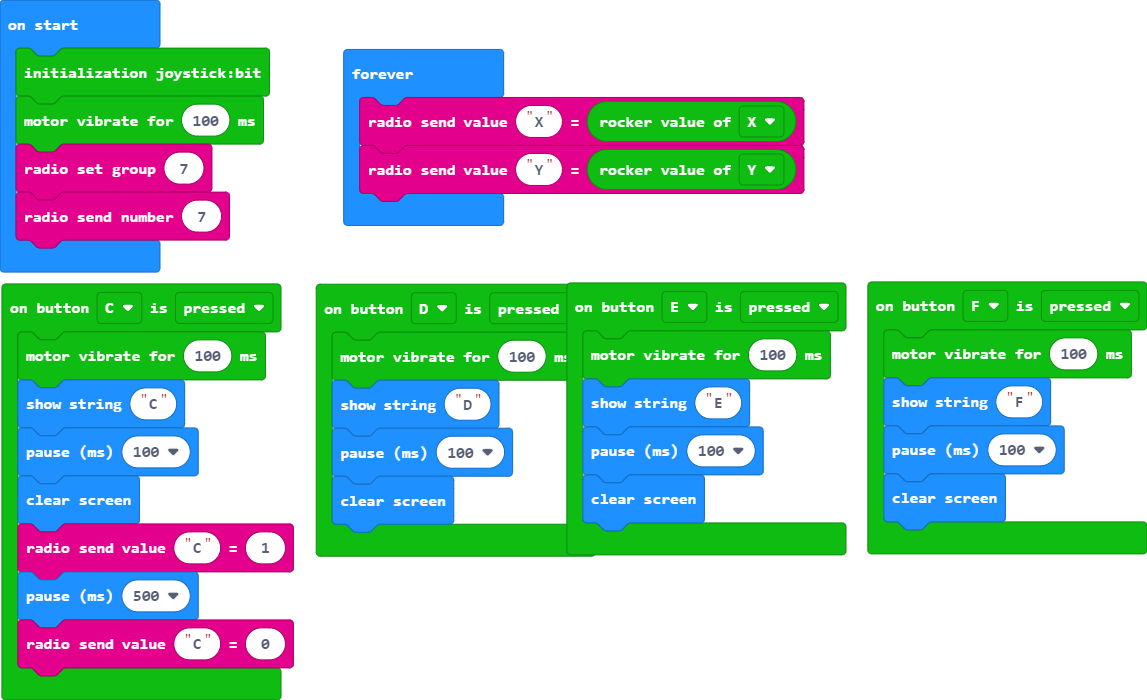 on start
initialization joystick:bit
motor vibrate for 100 ms
radio set group 7
radio send number 7
forever
radio send value "X" = rocker value of X
radio send value "Y" = rocker value of Y
on button C is pressed
motor vibrate for 100 ms
show string "C"
pause (ms) 100
clear screen
radio send value "C" = 1
pause (ms) 500
radio send value "C" = 0
on button D is pressed
motor vibrate for 100 ms
show string "D"
pause (ms) 100
clear screen
on button E is pressed
motor vibrate for 100 ms
show string "E"
pause (ms) 100
clear screen
on button F is pressed
motor vibrate for 100 ms
show string "F"
pause (ms) 100
clear screen